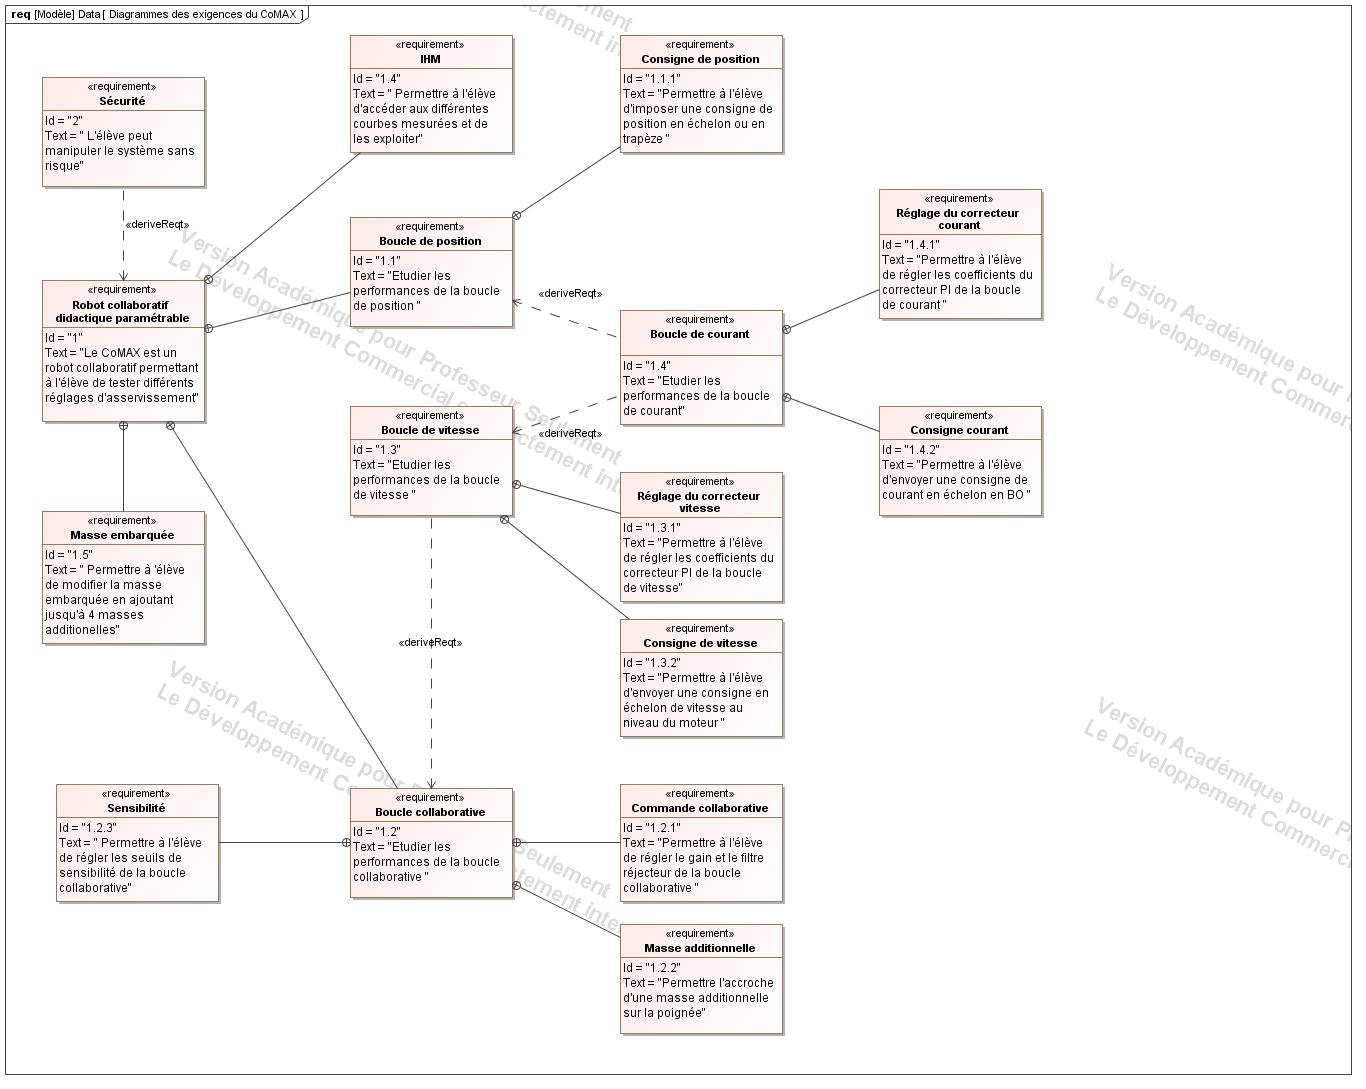 req [Modèle] Data [ Diagrammes des exigences du CoMAX ]
«requirement»
Sécurité
Id = "2"
Text = " L'élève peut
manipuler le système sans
risque"
«requirement»
IHM
Id = "1.4"
Text = " Permettre à l'élève
d'accéder aux différentes
courbes mesurées et de
les exploiter"
«requirement»
Consigne de position
Id = "1.1.1"
Text = "Permettre à l'élève
d'imposer une consigne de
position en échelon ou en
trapèze "
«deriveReqt»
«requirement»
Robot collaboratif
didactique paramétrable
Id = "1"
Text = "Le CoMAX est un
robot collaboratif permettant
à l'élève de tester différents
réglages d'asservissement"
«requirement»
Boucle de position
Id = "1.1"
Text = "Etudier les
performances de la boucle
de position "
«deriveReqt»
«requirement»
Boucle de courant
Id = "1.4"
Text = "Etudier les
performances de la boucle
de courant"
«requirement»
Réglage du correcteur
courant
Id = "1.4.1"
Text = "Permettre à l'élève
de régler les coefficients du
correcteur PI de la boucle
de courant"
«requirement»
Boucle de vitesse
Id = "1.3"
Text = "Etudier les
performances de la boucle
de vitesse "
«deriveReqt»
«requirement»
Consigne courant
Id = "1.4.2"
Text = "Permettre à l'élève
d'envoyer une consigne de
courant en échelon en BO "
«requirement»
Réglage du correcteur
vitesse
Id = "1.3.1"
Text = "Permettre à l'élève
de régler les coefficients du
correcteur PI de la boucle
de vitesse"
«requirement»
Masse embarquée
Id = "1.5"
Text = " Permettre à 'élève
de modifier la masse
embarquée en ajoutant
jusqu'à 4 masses
additionelles"
«deriveReqt»
«requirement»
Consigne de vitesse
Id = "1.3.2"
Text = "Permettre à l'élève
d'envoyer une consigne en
échelon de vitesse au
niveau du moteur "
«requirement»
Sensibilité
Id = "1.2.3"
Text = " Permettre à l'élève
de régler les seuils de
sensibilité de la boucle
collaborative"
«requirement»
Boucle collaborative
Id = "1.2"
Text = "Etudier les
performances de la boucle
collaborative "
«requirement»
Commande collaborative
Id = "1.2.1"
Text = "Permettre à l'élève
de régler le gain et le filtre
réjecteur de la boucle
collaborative "
«requirement»
Masse additionnelle
Id = "1.2.2"
Text = "Permettre l'accroche
d'une masse additionnelle
sur la poignée"
Version Académique pour Professeur Seulement
Le Développement Commercial
Version Académique pour
Le Développement
Version Académique pour
Le Développement
Seulement
Version Académique pour
Le Développement